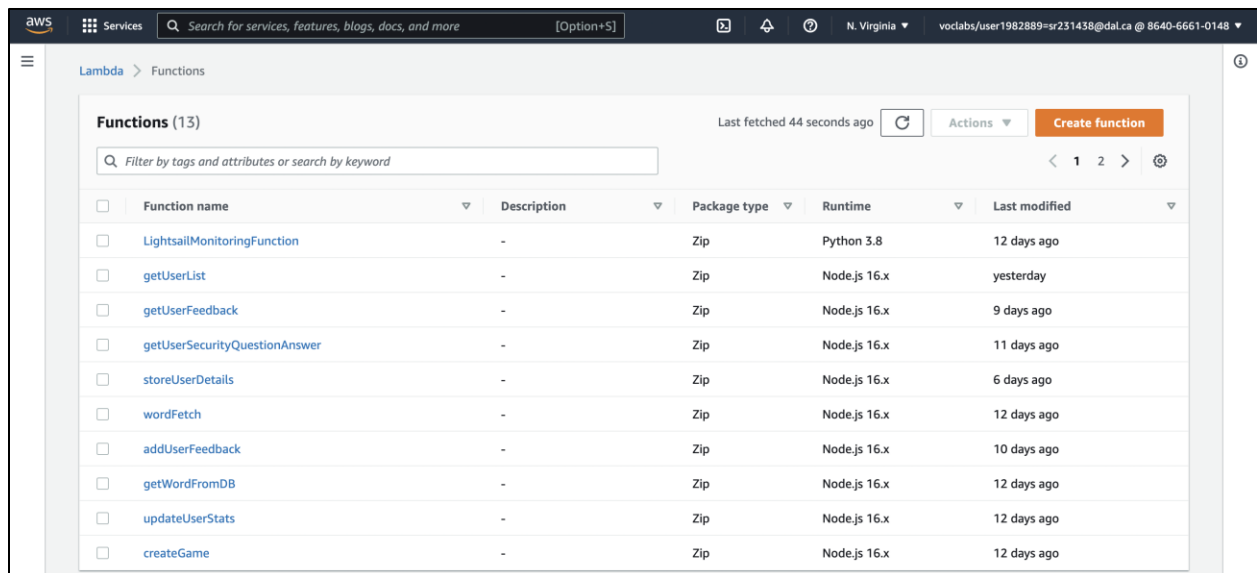 aws Services Search for services, features, blogs, docs, and more [Option+S] N. Virginia ▼ voclabs/user1982889=sr231438@dal.ca @ 8640-6661-0148 ▼
Lambda > Functions
Functions (13) Last fetched 44 seconds ago Actions ▼ Create function
Filter by tags and attributes or search by keyword < 1 2 >
Function name Description Package type Runtime Last modified
LightsailMonitoringFunction - Zip Python 3.8 12 days ago
getUserList - Zip Node.js 16.x yesterday
getUserFeedback - Zip Node.js 16.x 9 days ago
getUserSecurityQuestionAnswer - Zip Node.js 16.x 11 days ago
storeUserDetails - Zip Node.js 16.x 6 days ago
wordFetch - Zip Node.js 16.x 12 days ago
addUserFeedback - Zip Node.js 16.x 10 days ago
getWordFromDB - Zip Node.js 16.x 12 days ago
updateUserStats - Zip Node.js 16.x 12 days ago
createGame - Zip Node.js 16.x 12 days ago